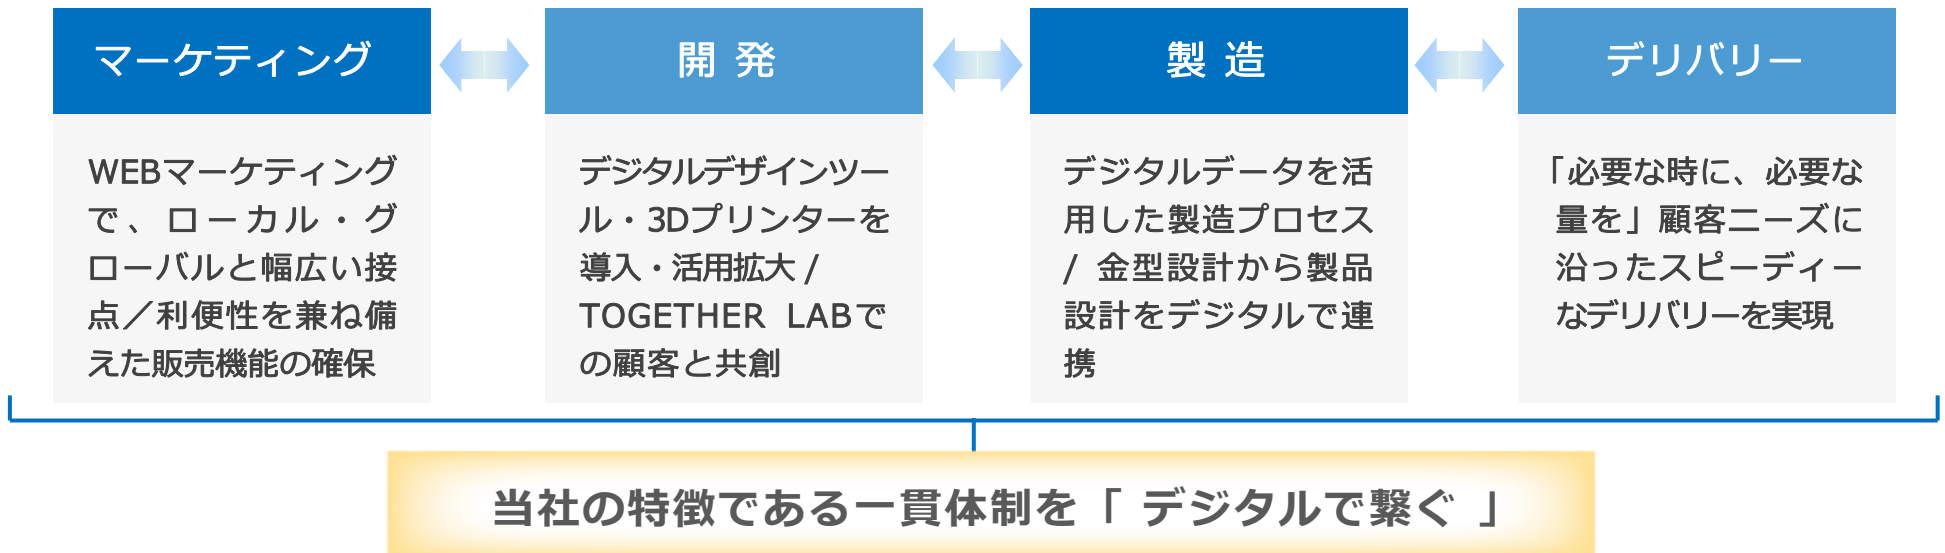 マーケティング
WEBマーケティング
で、ローカル・グ
ローバルと幅広い接
点／利便性を兼ね備
えた販売機能の確保
開 発
デジタルデザインツー
ル・3Dプリンターを
導入・活用拡大 /
TOGETHER LABで
の顧客と共創
製 造
デジタルデータを活
用した製造プロセス
/ 金型設計から製品
設計をデジタルで連
携
デリバリー
「必要な時に、必要な
量を」顧客ニーズに
沿ったスピーディー
なデリバリーを実現
当社の特徴である一貫体制を「 デジタルで繋ぐ 」